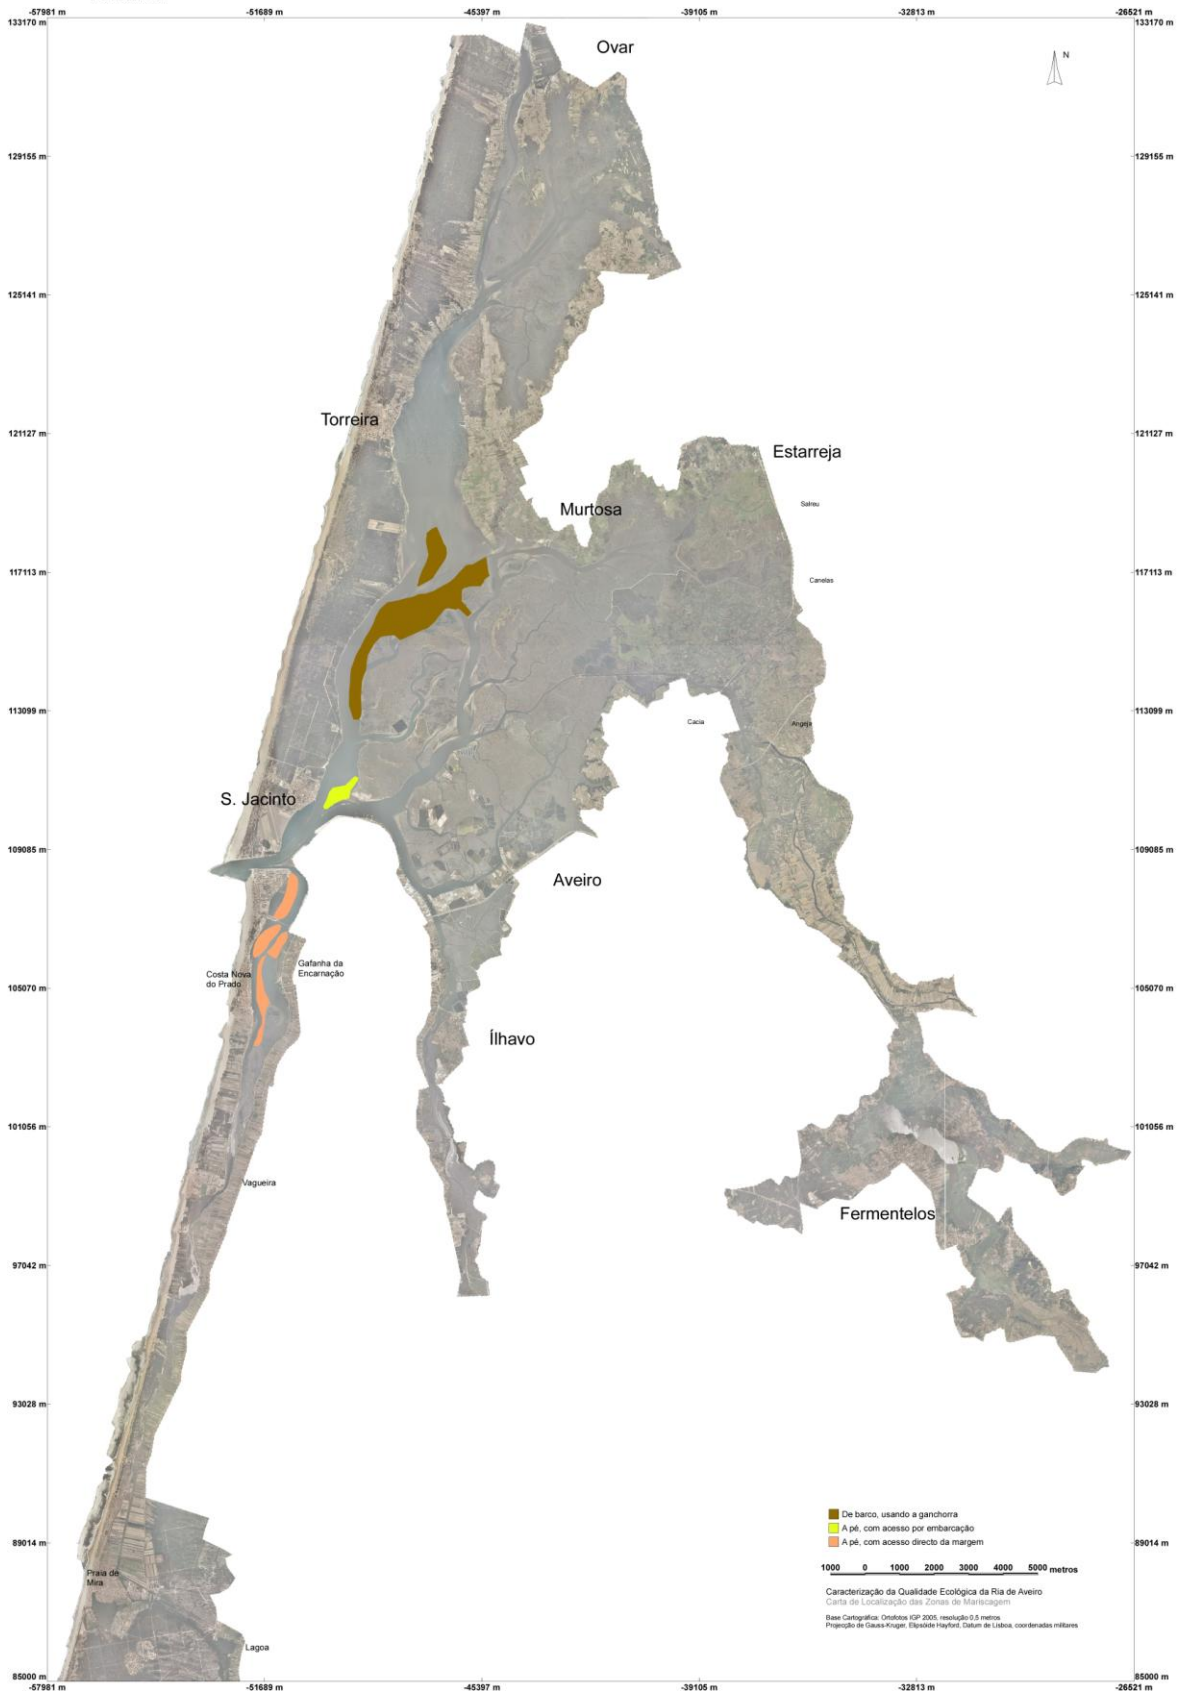 -57981 m -51689 m -45397 m -39105 m -32813 m -26521 m
133170 m 133170 m
Ovar
N
129155 m 129155 m
125141 m 125141 m
Torreira
121127 m 121127 m
Estarreja
Salreu
Murtosa
117113 m 117113 m
Canelas
113099 m 113099 m
Cacia
Angeja
S. Jacinto
109085 m 109085 m
Aveiro
Gafanha da
Encarnação
Costa Nova
do Prado
105070 m 105070 m
Ílhavo
101056 m 101056 m
Vagueira
Fermentelos
97042 m 97042 m
93028 m 93028 m
De barco, usando a ganchorra
A pé, com acesso por embarcação
A pé, com acesso directo da margem
89014 m 89014 m
1000 0 1000 2000 3000 4000 5000 metros
Praia de
Mira
Caracterização da Qualidade Ecológica da Ria de Aveiro
Carta de Localização das Zonas de Mariscagem
Base Cartográfica: Ortofotos IGP 2005, resolução 0,5 metros
Projecção de Gauss-Kruger, Elipsóide Hayford, Datum de Lisboa, coordenadas militares
Lagoa
85000 m 85000 m
-57981 m -51689 m -45397 m -39105 m -32813 m -26521 m